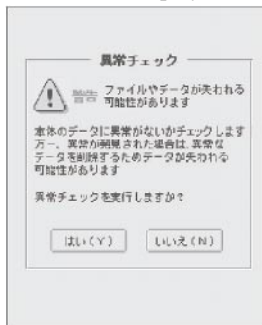 異常チェック
警告 ファイルやデータが失われる
可能性があります
本体のデータに異常がないかチェックします
万一、異常が発見された場合は、異常な
データを削除するためデータが失われる
可能性があります
異常チェックを実行しますか？
はい(Y) いいえ(N)